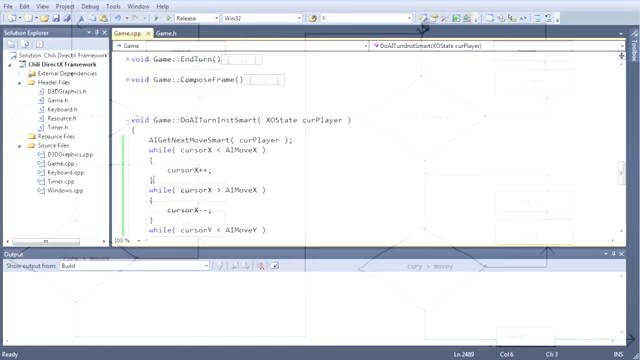 Edit View Project Debug Tools Window Help
Release Win32 X
Solution Explorer
Solution 'Chili DirectX Framework'
Chili DirectX Framework
External Dependencies
Header Files
D3DGraphics.h
Game.h
Keyboard.h
Resource.h
Timer.h
Resource Files
Source Files
D3DGraphics.cpp
Game.cpp
Keyboard.cpp
Timer.cpp
Windows.cpp
Game.cpp Game.h
Game DoAITurnInstSmart(XOState curPlayer)
void Game::EndTurn(){ ... }
void Game::ComposeFrame(){ ... }
void Game::DoAITurnInstSmart( XOState curPlayer )
{
AIGetNextMoveSmart( curPlayer );
while( cursorX < AIMoveX )
{
cursorX++;
}
while( cursorX > AIMoveX )
{
cursorX--;
}
while( cursorY < AIMoveY )
100 %
Output
Show output from: Build
cury > movey
Ready Ln 2489 Col 6 Ch 3 INS